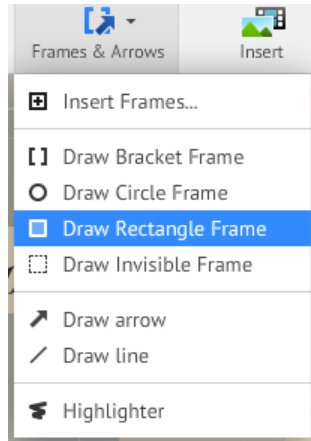 Frames & Arrows
Insert
Insert Frames...
Draw Bracket Frame
Draw Circle Frame
Draw Rectangle Frame
Draw Invisible Frame
Draw arrow
Draw line
Highlighter